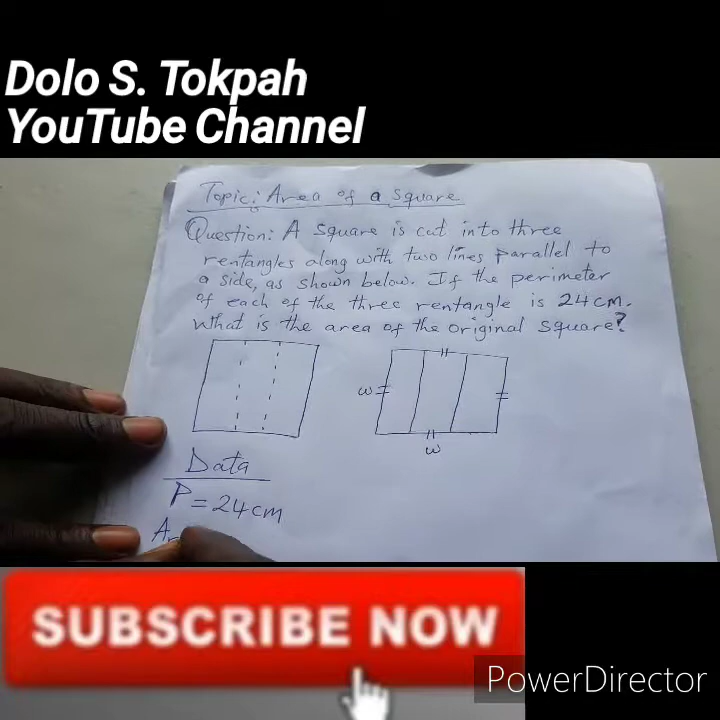 Dolo S. Tokpah
YouTube Channel
Topic: Area of a square
Question: A square is cut into three
rentangles along with two lines parallel to
a side, as shown below. If the perimeter
of each of the three rentangle is 24cm.
What is the area of the original square?
w
w
Data
P = 24cm
Ar
SUBSCRIBE NOW
PowerDirector